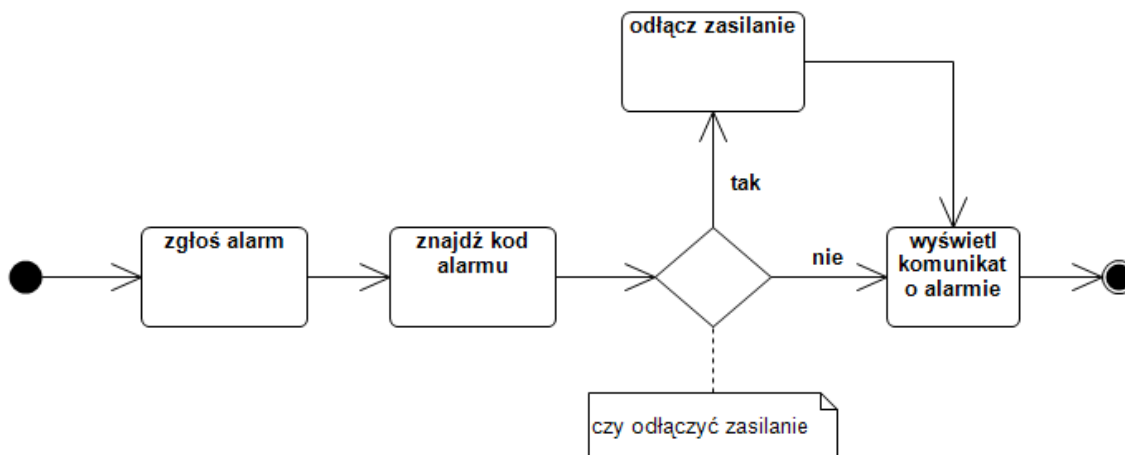 odłącz zasilanie
tak
zgłoś alarm
znajdź kod
alarmu
nie
wyświetl
komunikat
o alarmie
czy odłączyć zasilanie